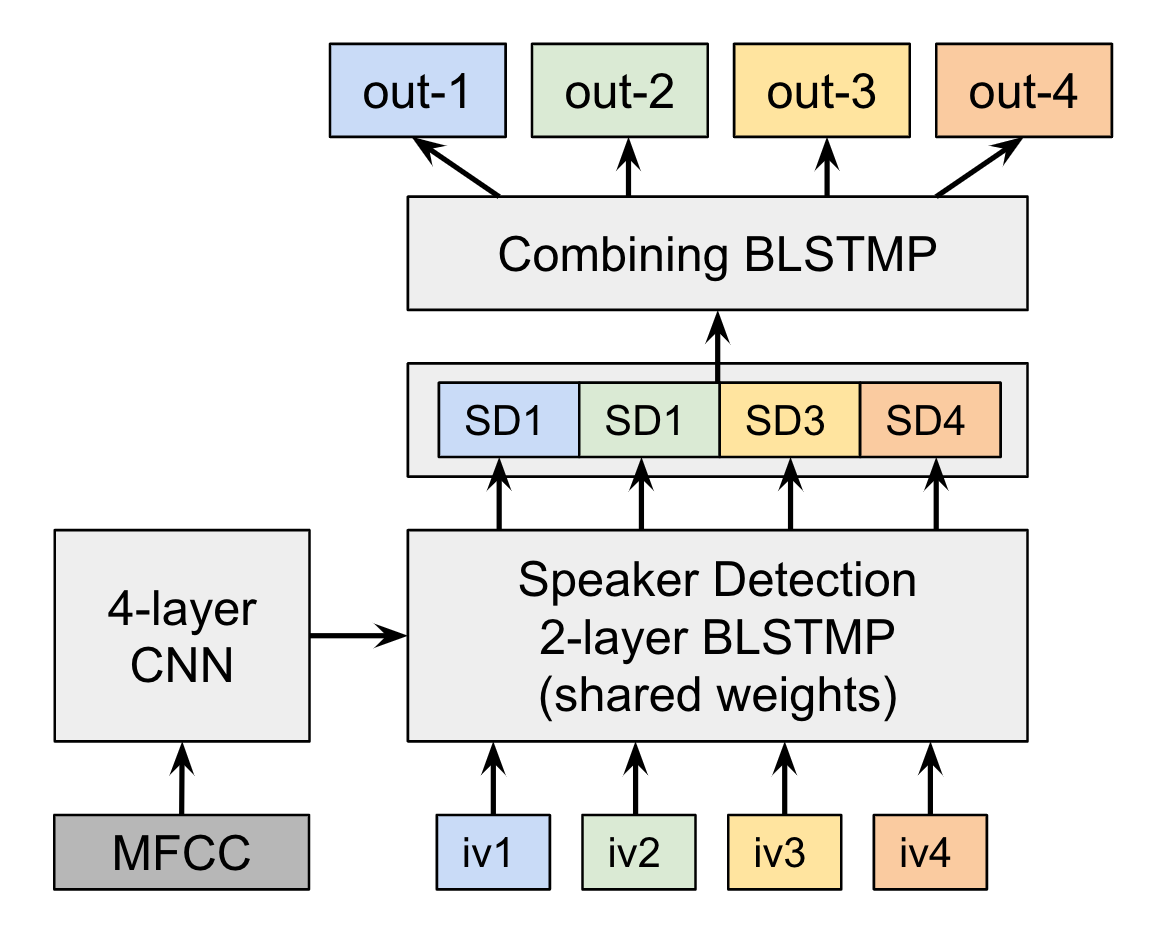 out-1
out-2
out-3
out-4
Combining BLSTMP
SD1
SD1
SD3
SD4
4-layer
CNN
Speaker Detection
2-layer BLSTMP
(shared weights)
MFCC
iv1
iv2
iv3
iv4